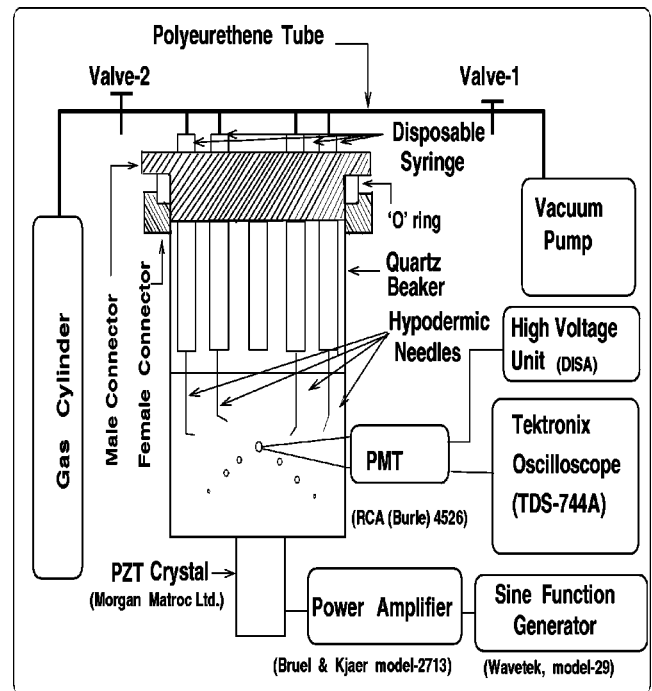 Polyeurethene Tube
Valve-2
Valve-1
Disposable
Syringe
'O' ring
Vacuum
Pump
Quartz
Beaker
Hypodermic
Needles
High Voltage
Unit (DISA)
Gas Cylinder
Male Connector
Female Connector
Tektronix
Oscilloscope
(TDS-744A)
PMT
(RCA (Burle) 4526)
PZT Crystal
(Morgan Matroc Ltd.)
Power Amplifier
Sine Function
Generator
(Bruel & Kjaer model-2713)
(Wavetek, model-29)